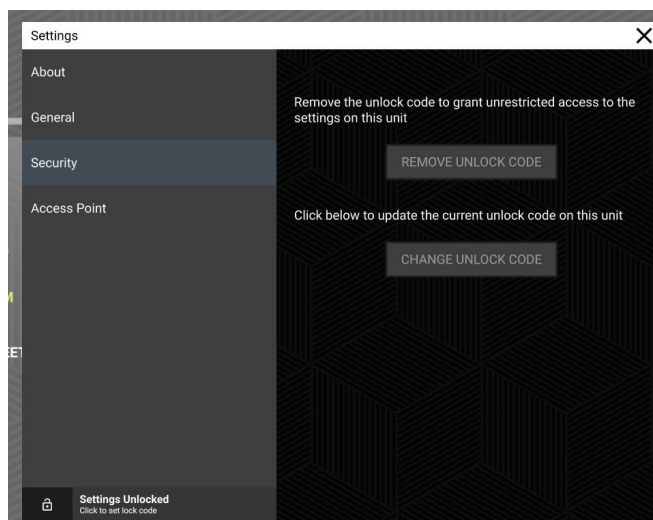 Settings
About
General
Security
Access Point
Remove the unlock code to grant unrestricted access to the
settings on this unit
REMOVE UNLOCK CODE
Click below to update the current unlock code on this unit
CHANGE UNLOCK CODE
M
EET
Settings Unlocked
Click to set lock code